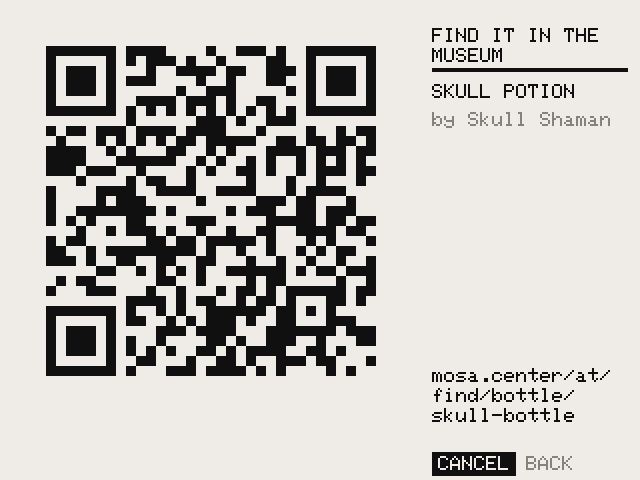 FIND IT IN THE
MUSEUM
SKULL POTION
by Skull Shaman
mosa.center/at/
find/bottle/
skull-bottle
CANCEL BACK